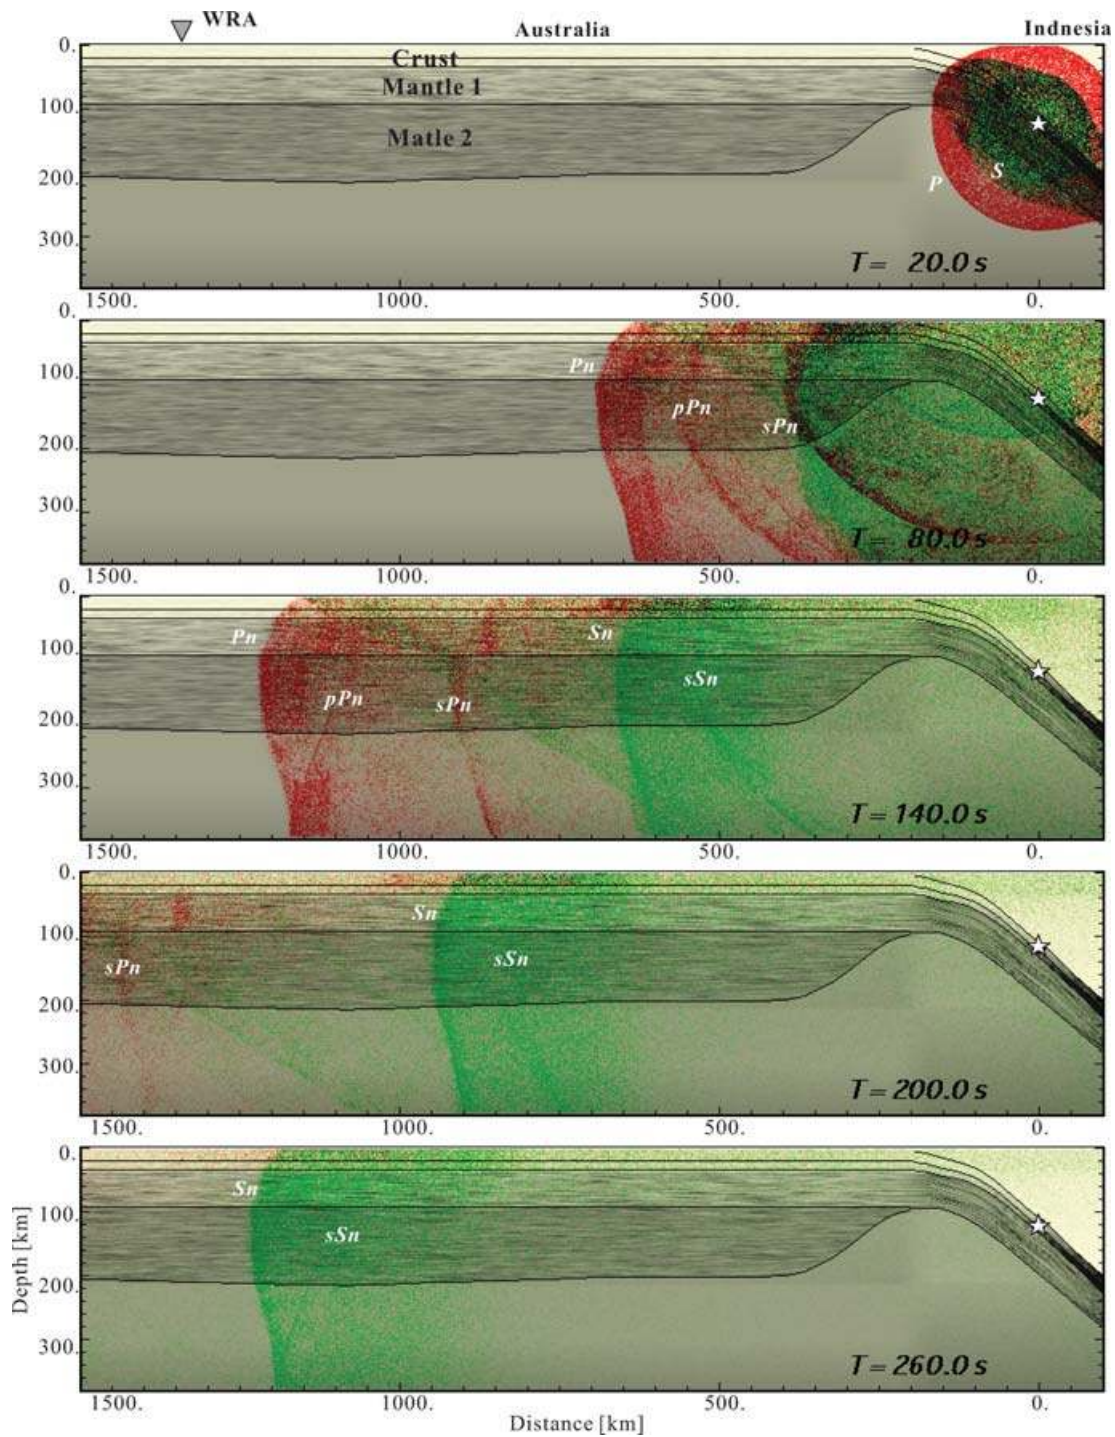 WRA Australia Indnesia
0.
Crust
Mantle 1
100.
Matle 2
200.
P S
300.
T= 20.0 s
1500. 1000. 500. 0.
0.
Pn
100.
pPn
sPn
200.
300.
T= 80.0 s
1500. 1000. 500. 0.
0.
Pn Sn
100.
pPn sPn sSn
200.
300.
T= 140.0 s
1500. 1000. 500. 0.
0.
Sn
100.
sPn sSn
200.
300.
T= 200.0 s
1500. 1000. 500. 0.
0.
Sn
100.
sSn
200.
300.
T= 260.0 s
Depth [km]
1500. 1000. 500. 0.
Distance [km]